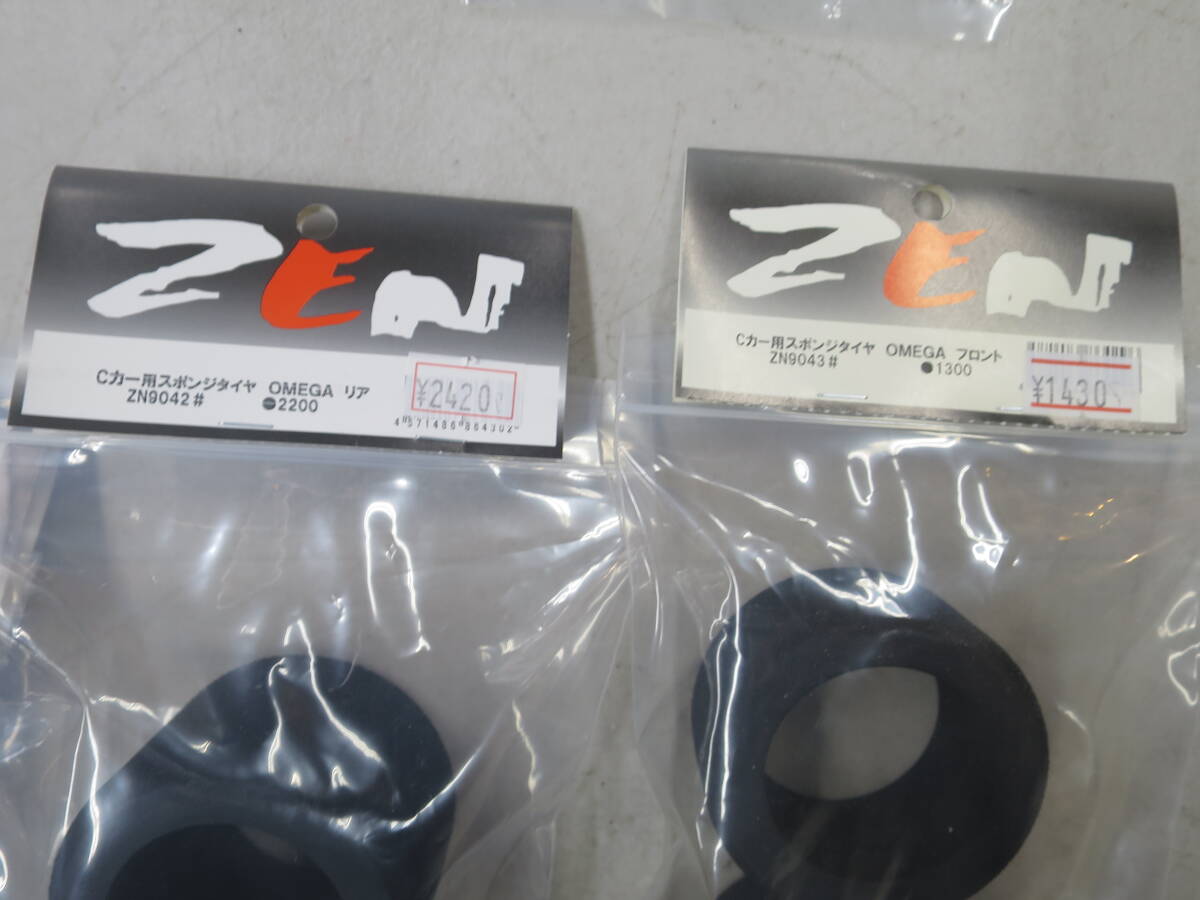 ZEN
Cカー用スポンジタイヤ OMEGA リア
ZN9042# ●2200
¥2420
4571486864302
ZEN
Cカー用スポンジタイヤ OMEGA フロント
ZN9043# ●1300
¥1430